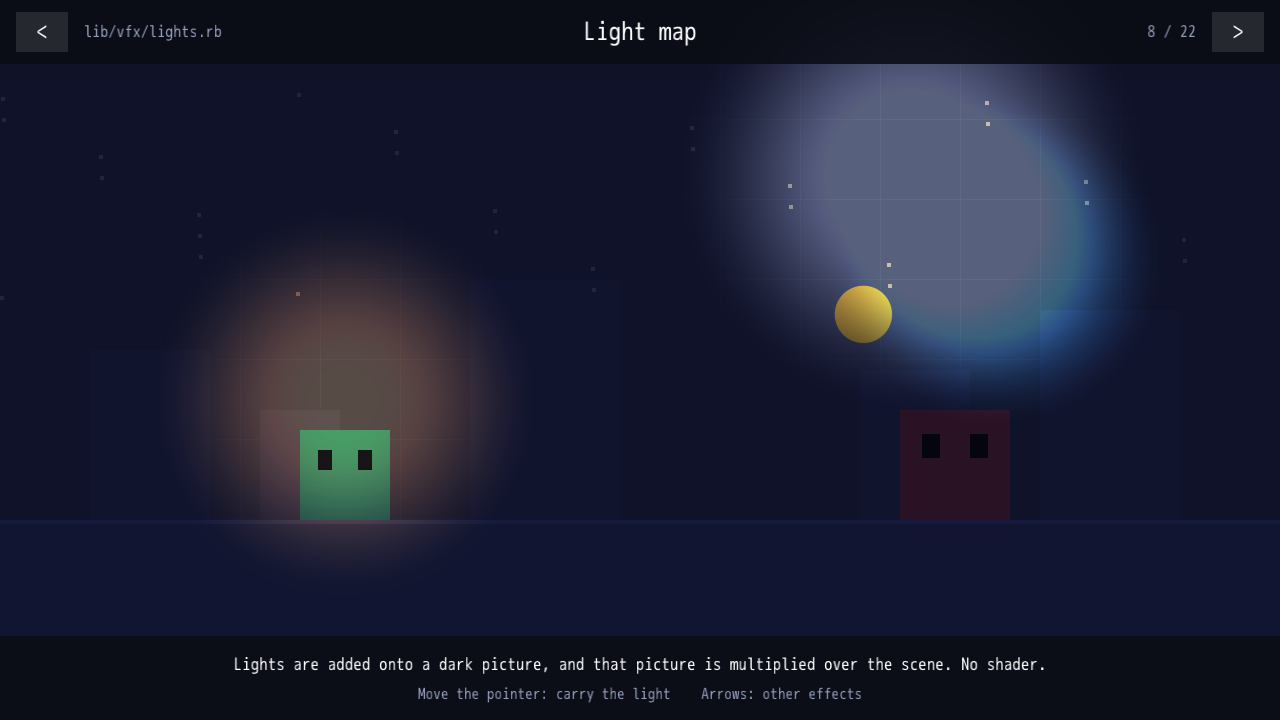 <
lib/vfx/lights.rb
Light map
8 / 22
>
Lights are added onto a dark picture, and that picture is multiplied over the scene. No shader.
Move the pointer: carry the light    Arrows: other effects